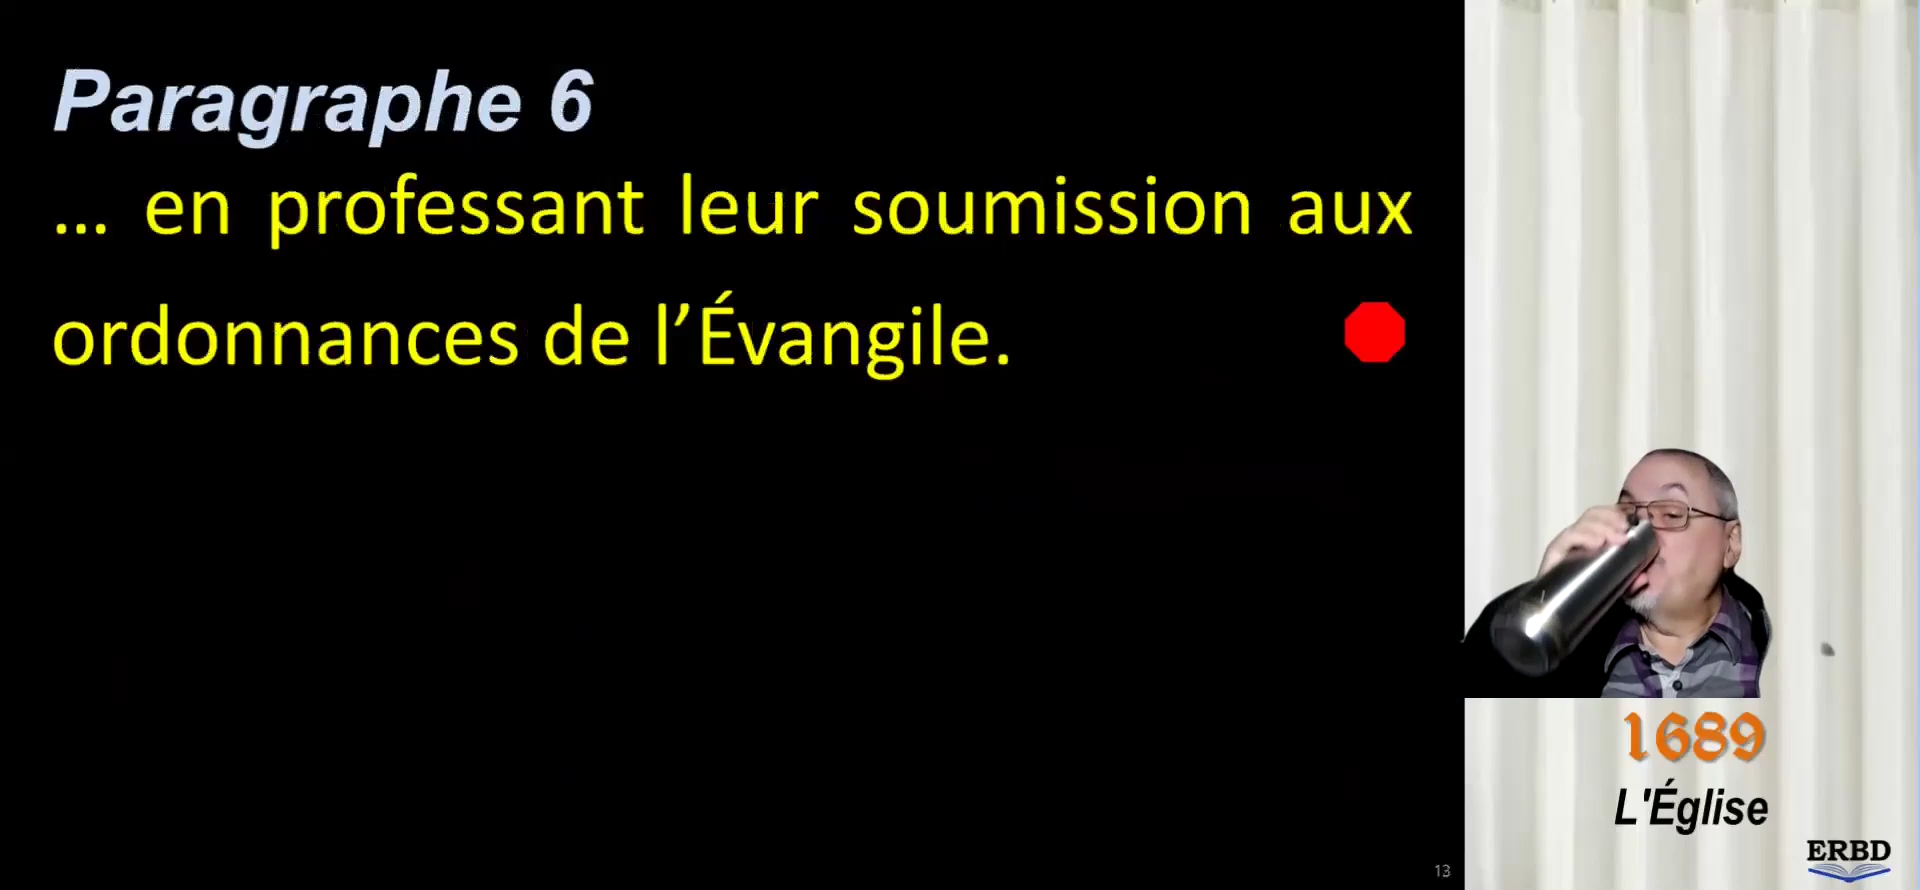 Paragraphe 6
… en professant leur soumission aux
ordonnances de l’Évangile.
1689
L'Église
ERBD
13